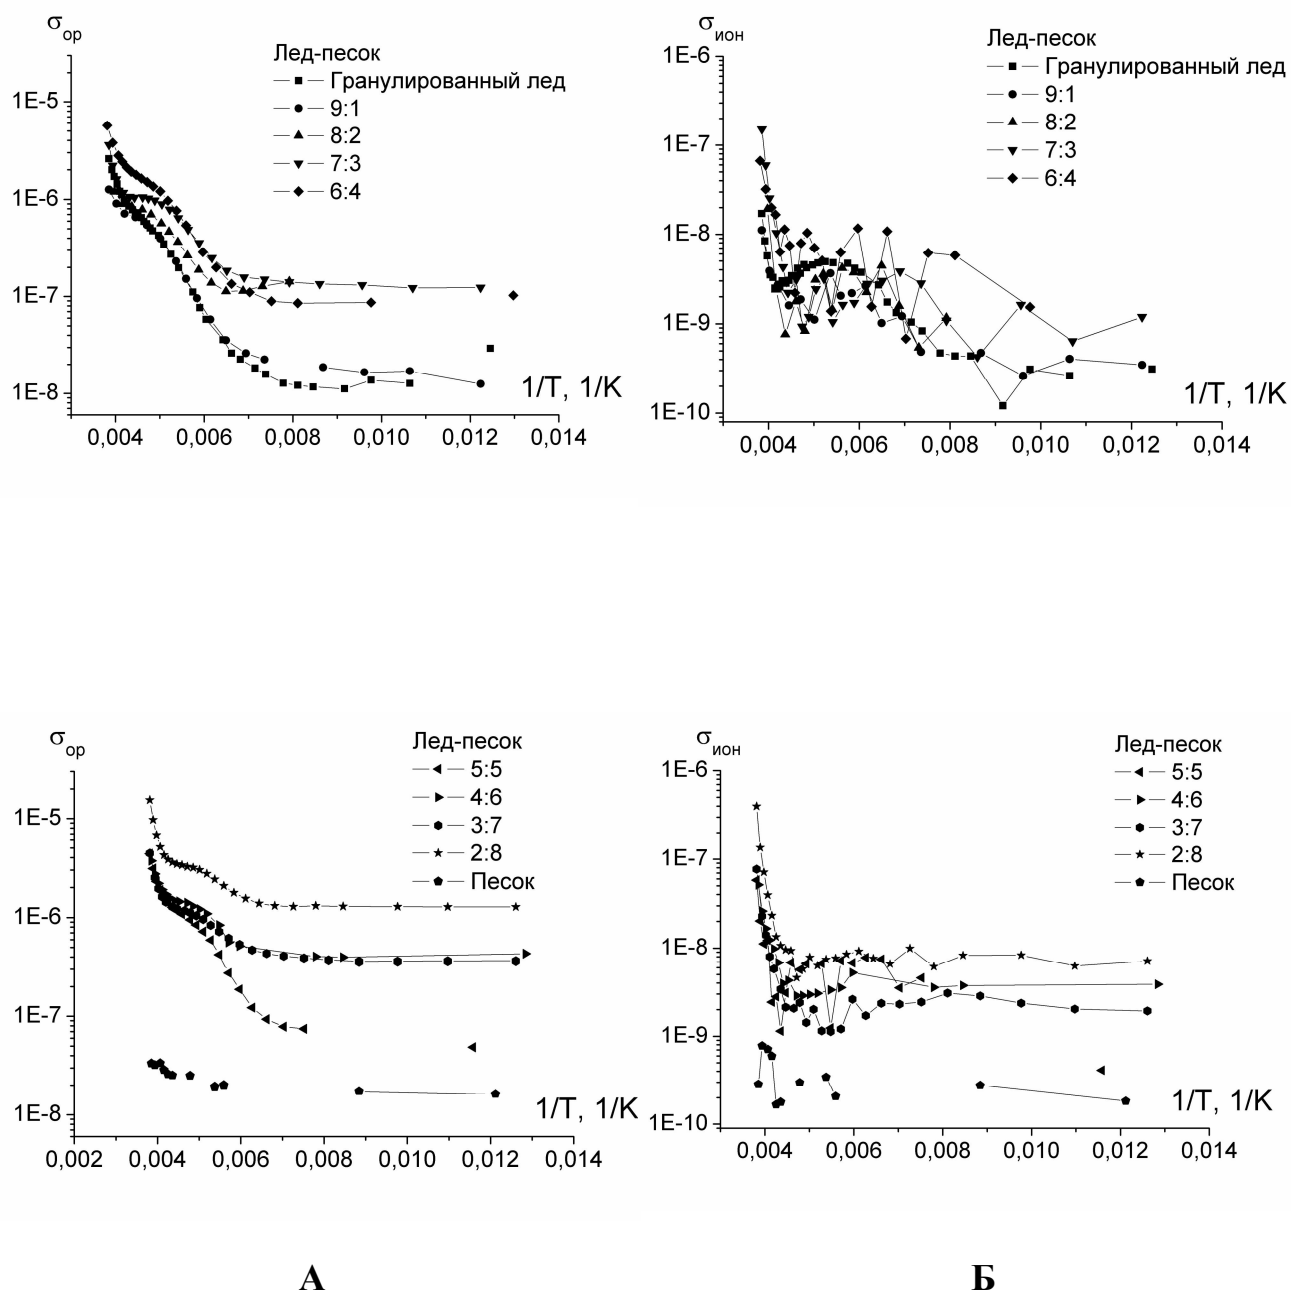 σор
Лед-песок
Гранулированный лед
9:1
8:2
7:3
6:4
1E-5
1E-6
1E-7
1E-8
1/T, 1/K
0,004 0,006 0,008 0,010 0,012 0,014
σион
Лед-песок
Гранулированный лед
9:1
8:2
7:3
6:4
1E-6
1E-7
1E-8
1E-9
1E-10
1/T, 1/K
0,004 0,006 0,008 0,010 0,012 0,014
σор
Лед-песок
5:5
4:6
3:7
2:8
Песок
1E-5
1E-6
1E-7
1E-8
1/T, 1/K
0,002 0,004 0,006 0,008 0,010 0,012 0,014
σион
Лед-песок
5:5
4:6
3:7
2:8
Песок
1E-6
1E-7
1E-8
1E-9
1E-10
1/T, 1/K
0,004 0,006 0,008 0,010 0,012 0,014
А
Б